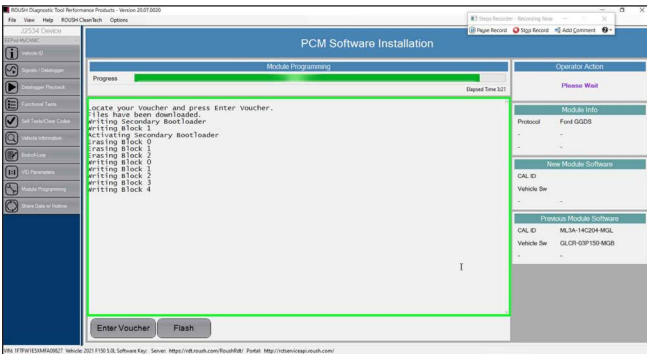 ROUSH Diagnostic Tool Performance Products - Version 20.07.0020
File View Help ROUSH CleanTech Options
Steps Recorder - Recording Now
Pause Record Stop Record Add Comment
J2534 Device
Vehicle ID
Signals / Datalogger
Datalogger Playback
Functional Tests
Self Tests/Clear Codes
Vehicle Information
End-of-Line
VID Parameters
Module Programming
Share Data w/ Hotline
PCM Software Installation
Module Programming
Progress
Elapsed Time 3:21
Locate your Voucher and press Enter Voucher.
Files have been downloaded.
Writing Secondary Bootloader
Writing Block 1
Activating Secondary Bootloader
Erasing Block 0
Erasing Block 1
Erasing Block 2
Writing Block 0
Writing Block 1
Writing Block 2
Writing Block 3
Writing Block 4
Enter Voucher Flash
Operator Action
Please Wait
Module Info
Protocol Ford GGDS
- -
- -
New Module Software
CAL ID
Vehicle Sw
- -
Previous Module Software
CAL ID ML3A-14C204-MGL
Vehicle Sw GLCR-03P150-MGB
- -
Vehicle: 2021 F150 5.0L Software Key: Server: https://rdt.roush.com/RoushRdt/ Portal: http://rctserviceapi.roush.com/